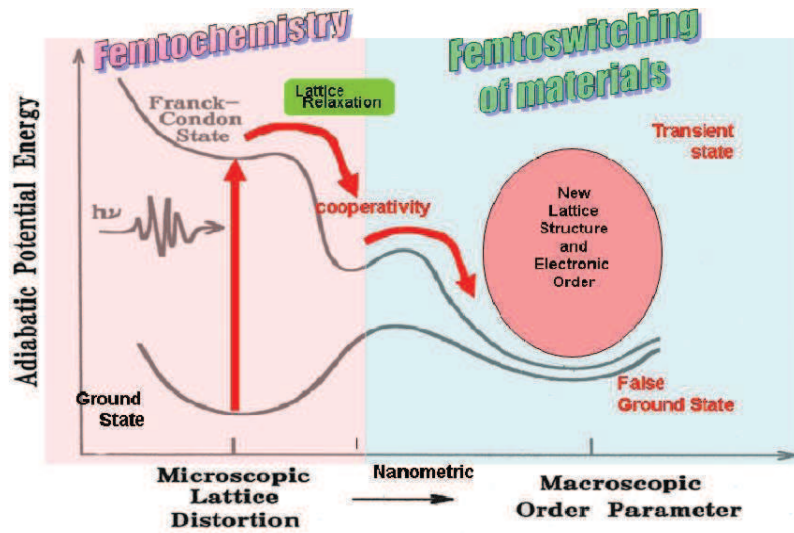 Femtochemistry
Femtoswitching
of materials
Lattice
Relaxation
Franck-
Condon
State
Transient
state
Adiabatic Potential Energy
hν
cooperativity
New
Lattice
Structure
and
Electronic
Order
Ground
State
False
Ground State
Microscopic
Lattice
Distortion
Nanometric
Macroscopic
Order Parameter